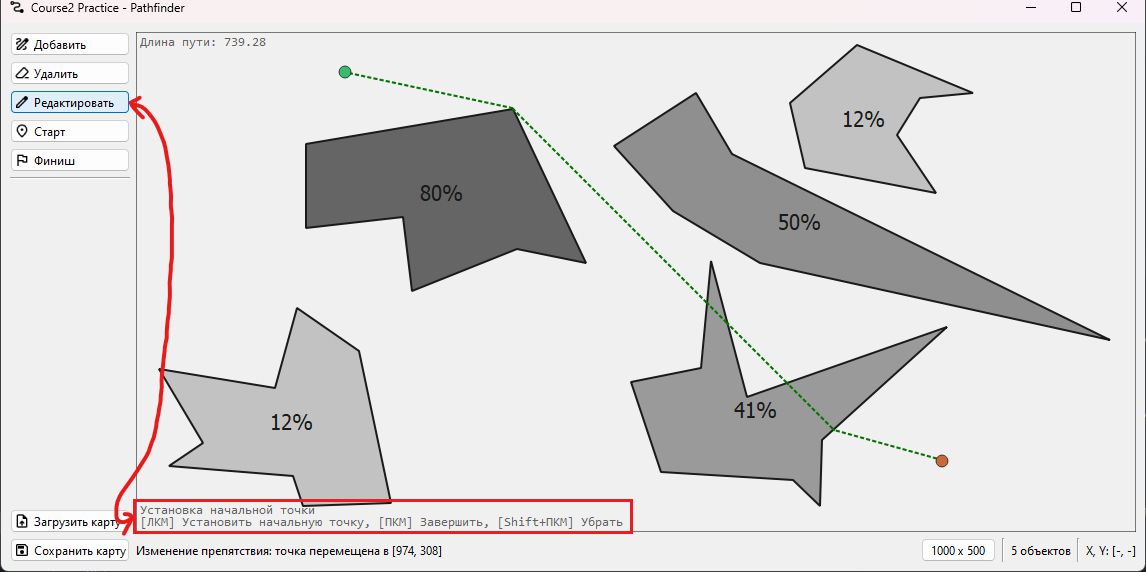 Course2 Practice - Pathfinder
Добавить
Удалить
Редактировать
Старт
Финиш
Длина пути: 739.28
12%
80%
50%
12%
41%
Установка начальной точки
[ЛКМ] Установить начальную точку, [ПКМ] Завершить, [Shift+ПКМ] Убрать
Загрузить карту
Сохранить карту
Изменение препятствия: точка перемещена в [974, 308]
1000 x 500
5 объектов
X, Y: [-, -]